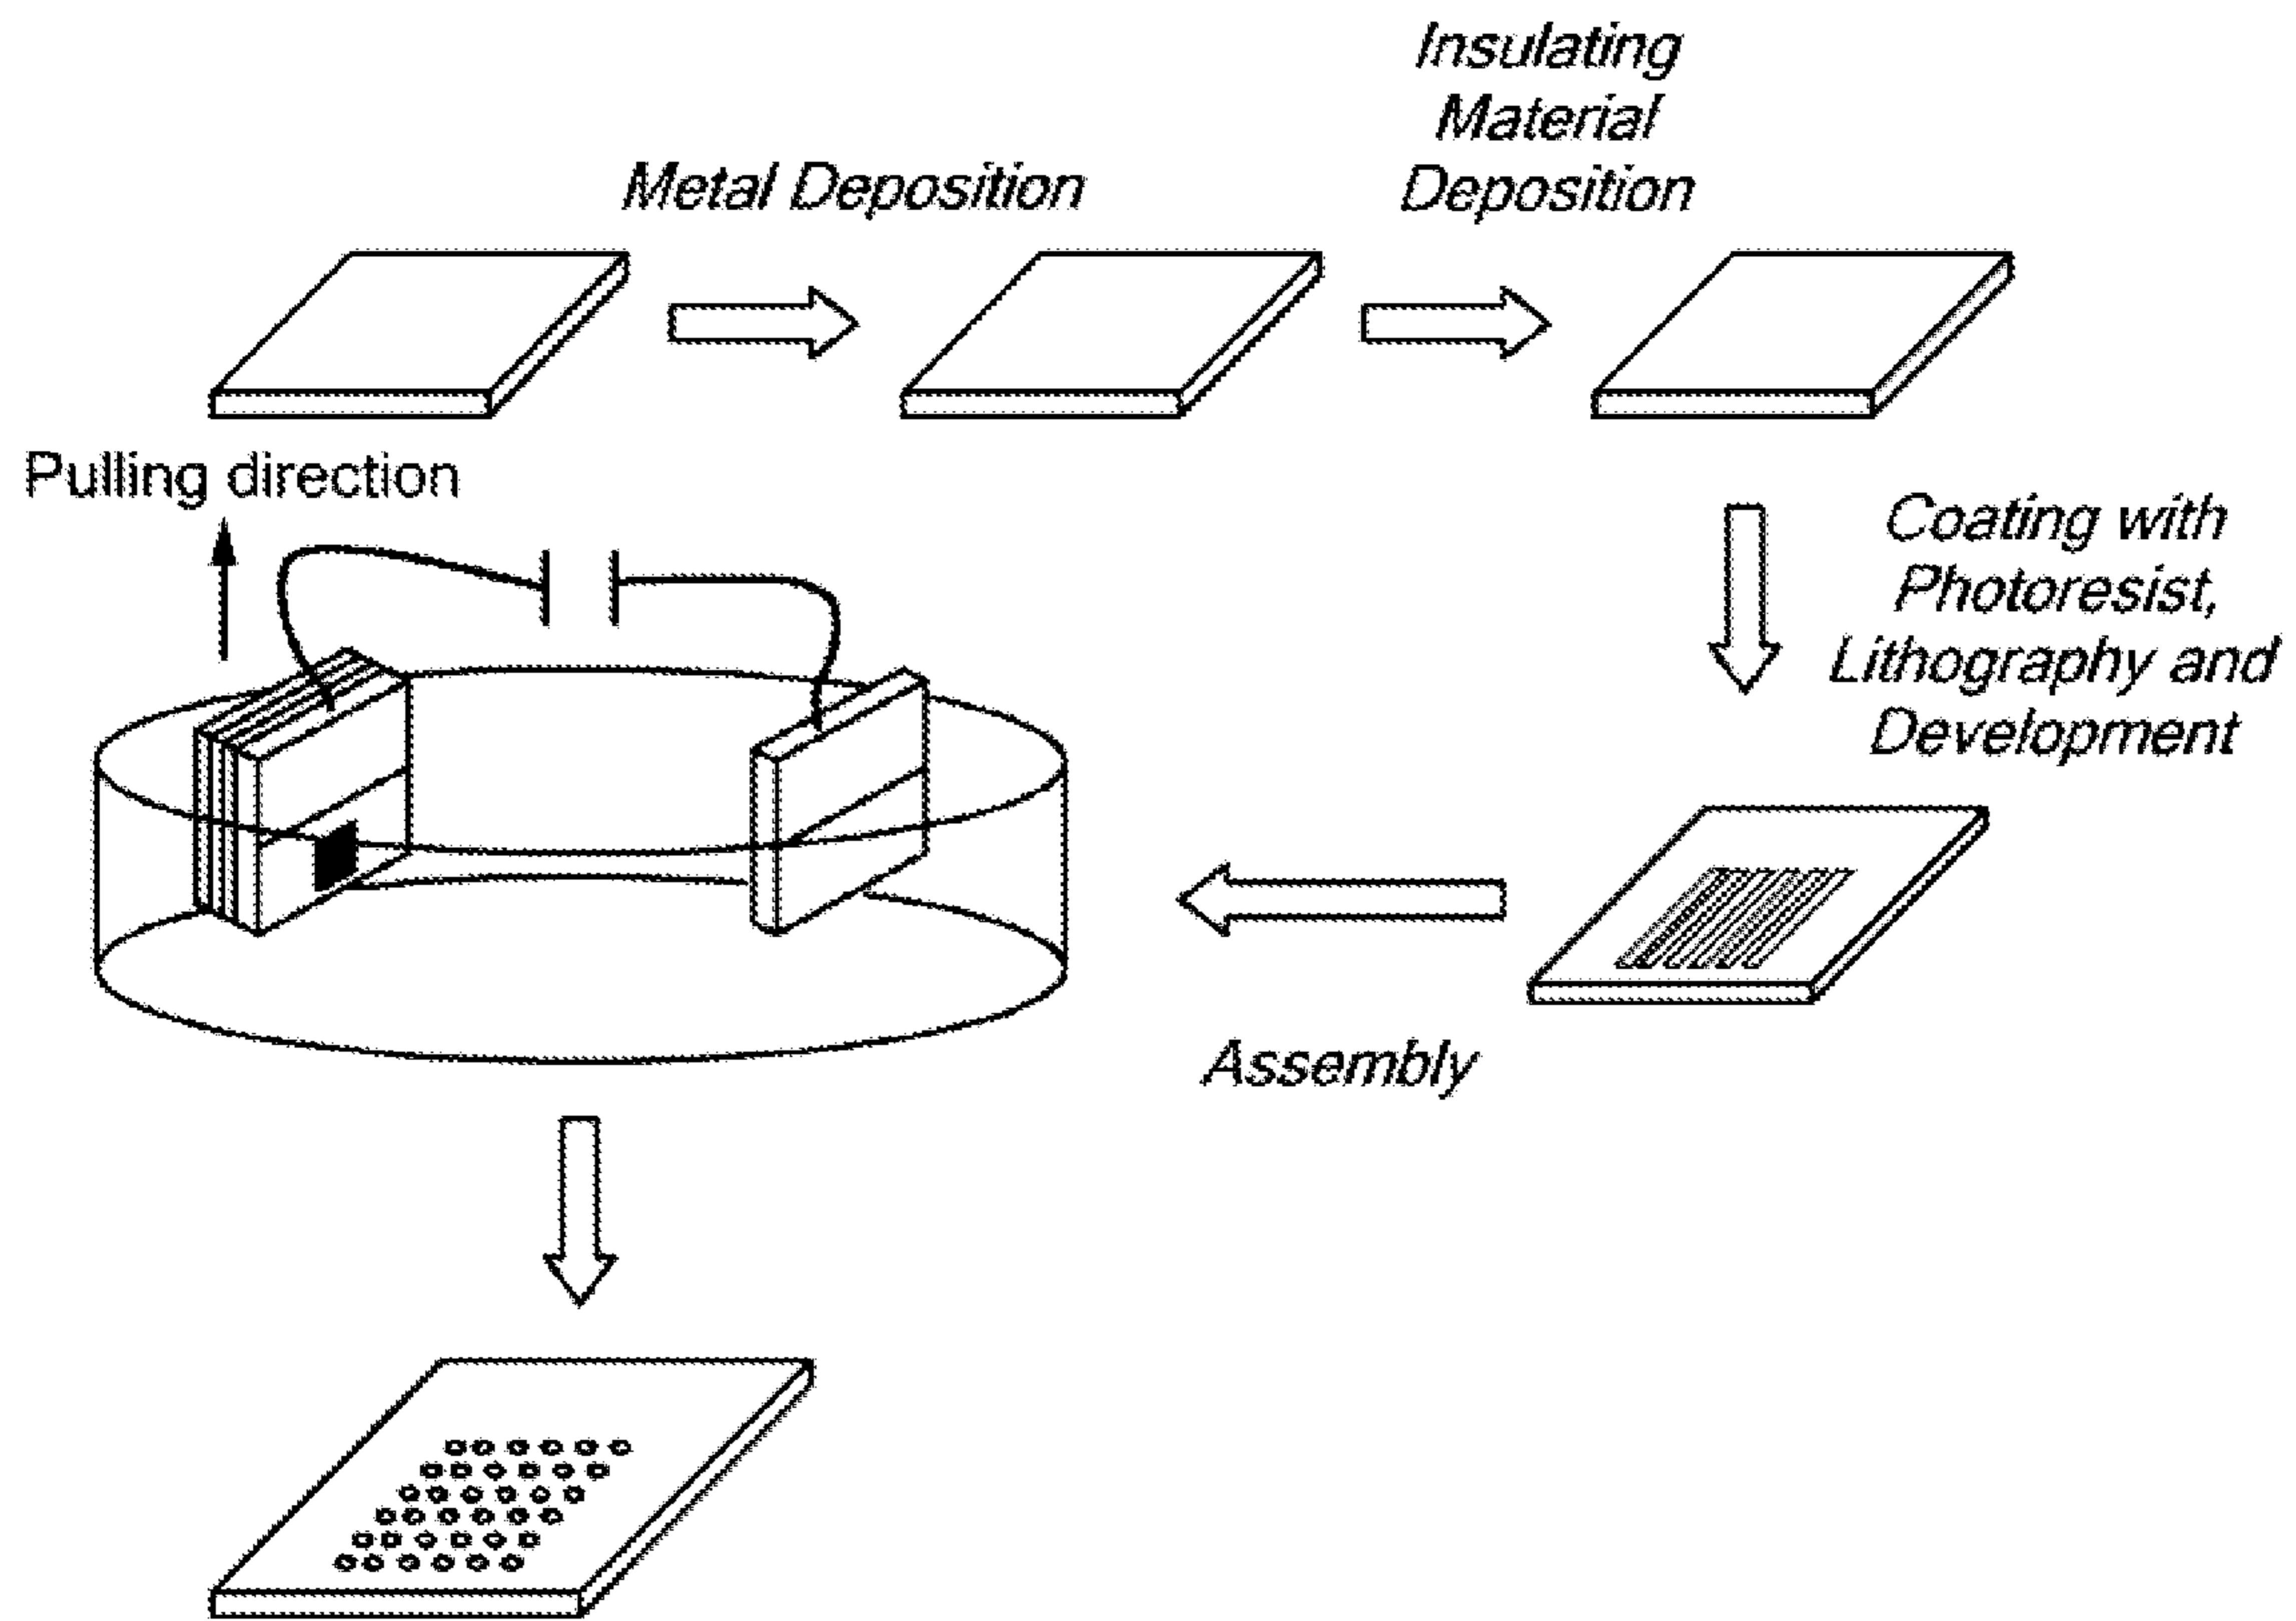 Metal Deposition
Insulating
Material
Deposition
Pulling direction
Coating with
Photoresist,
Lithography and
Development
Assembly